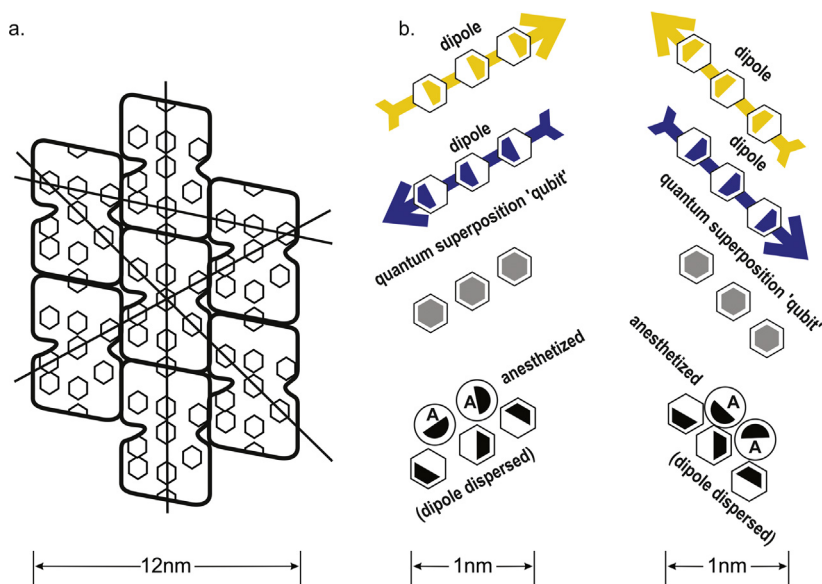 a.
12nm
b.
dipole
dipole
quantum superposition 'qubit'
anesthetized
A
A
(dipole dispersed)
1nm
dipole
dipole
quantum superposition 'qubit'
anesthetized
A
A
(dipole dispersed)
1nm